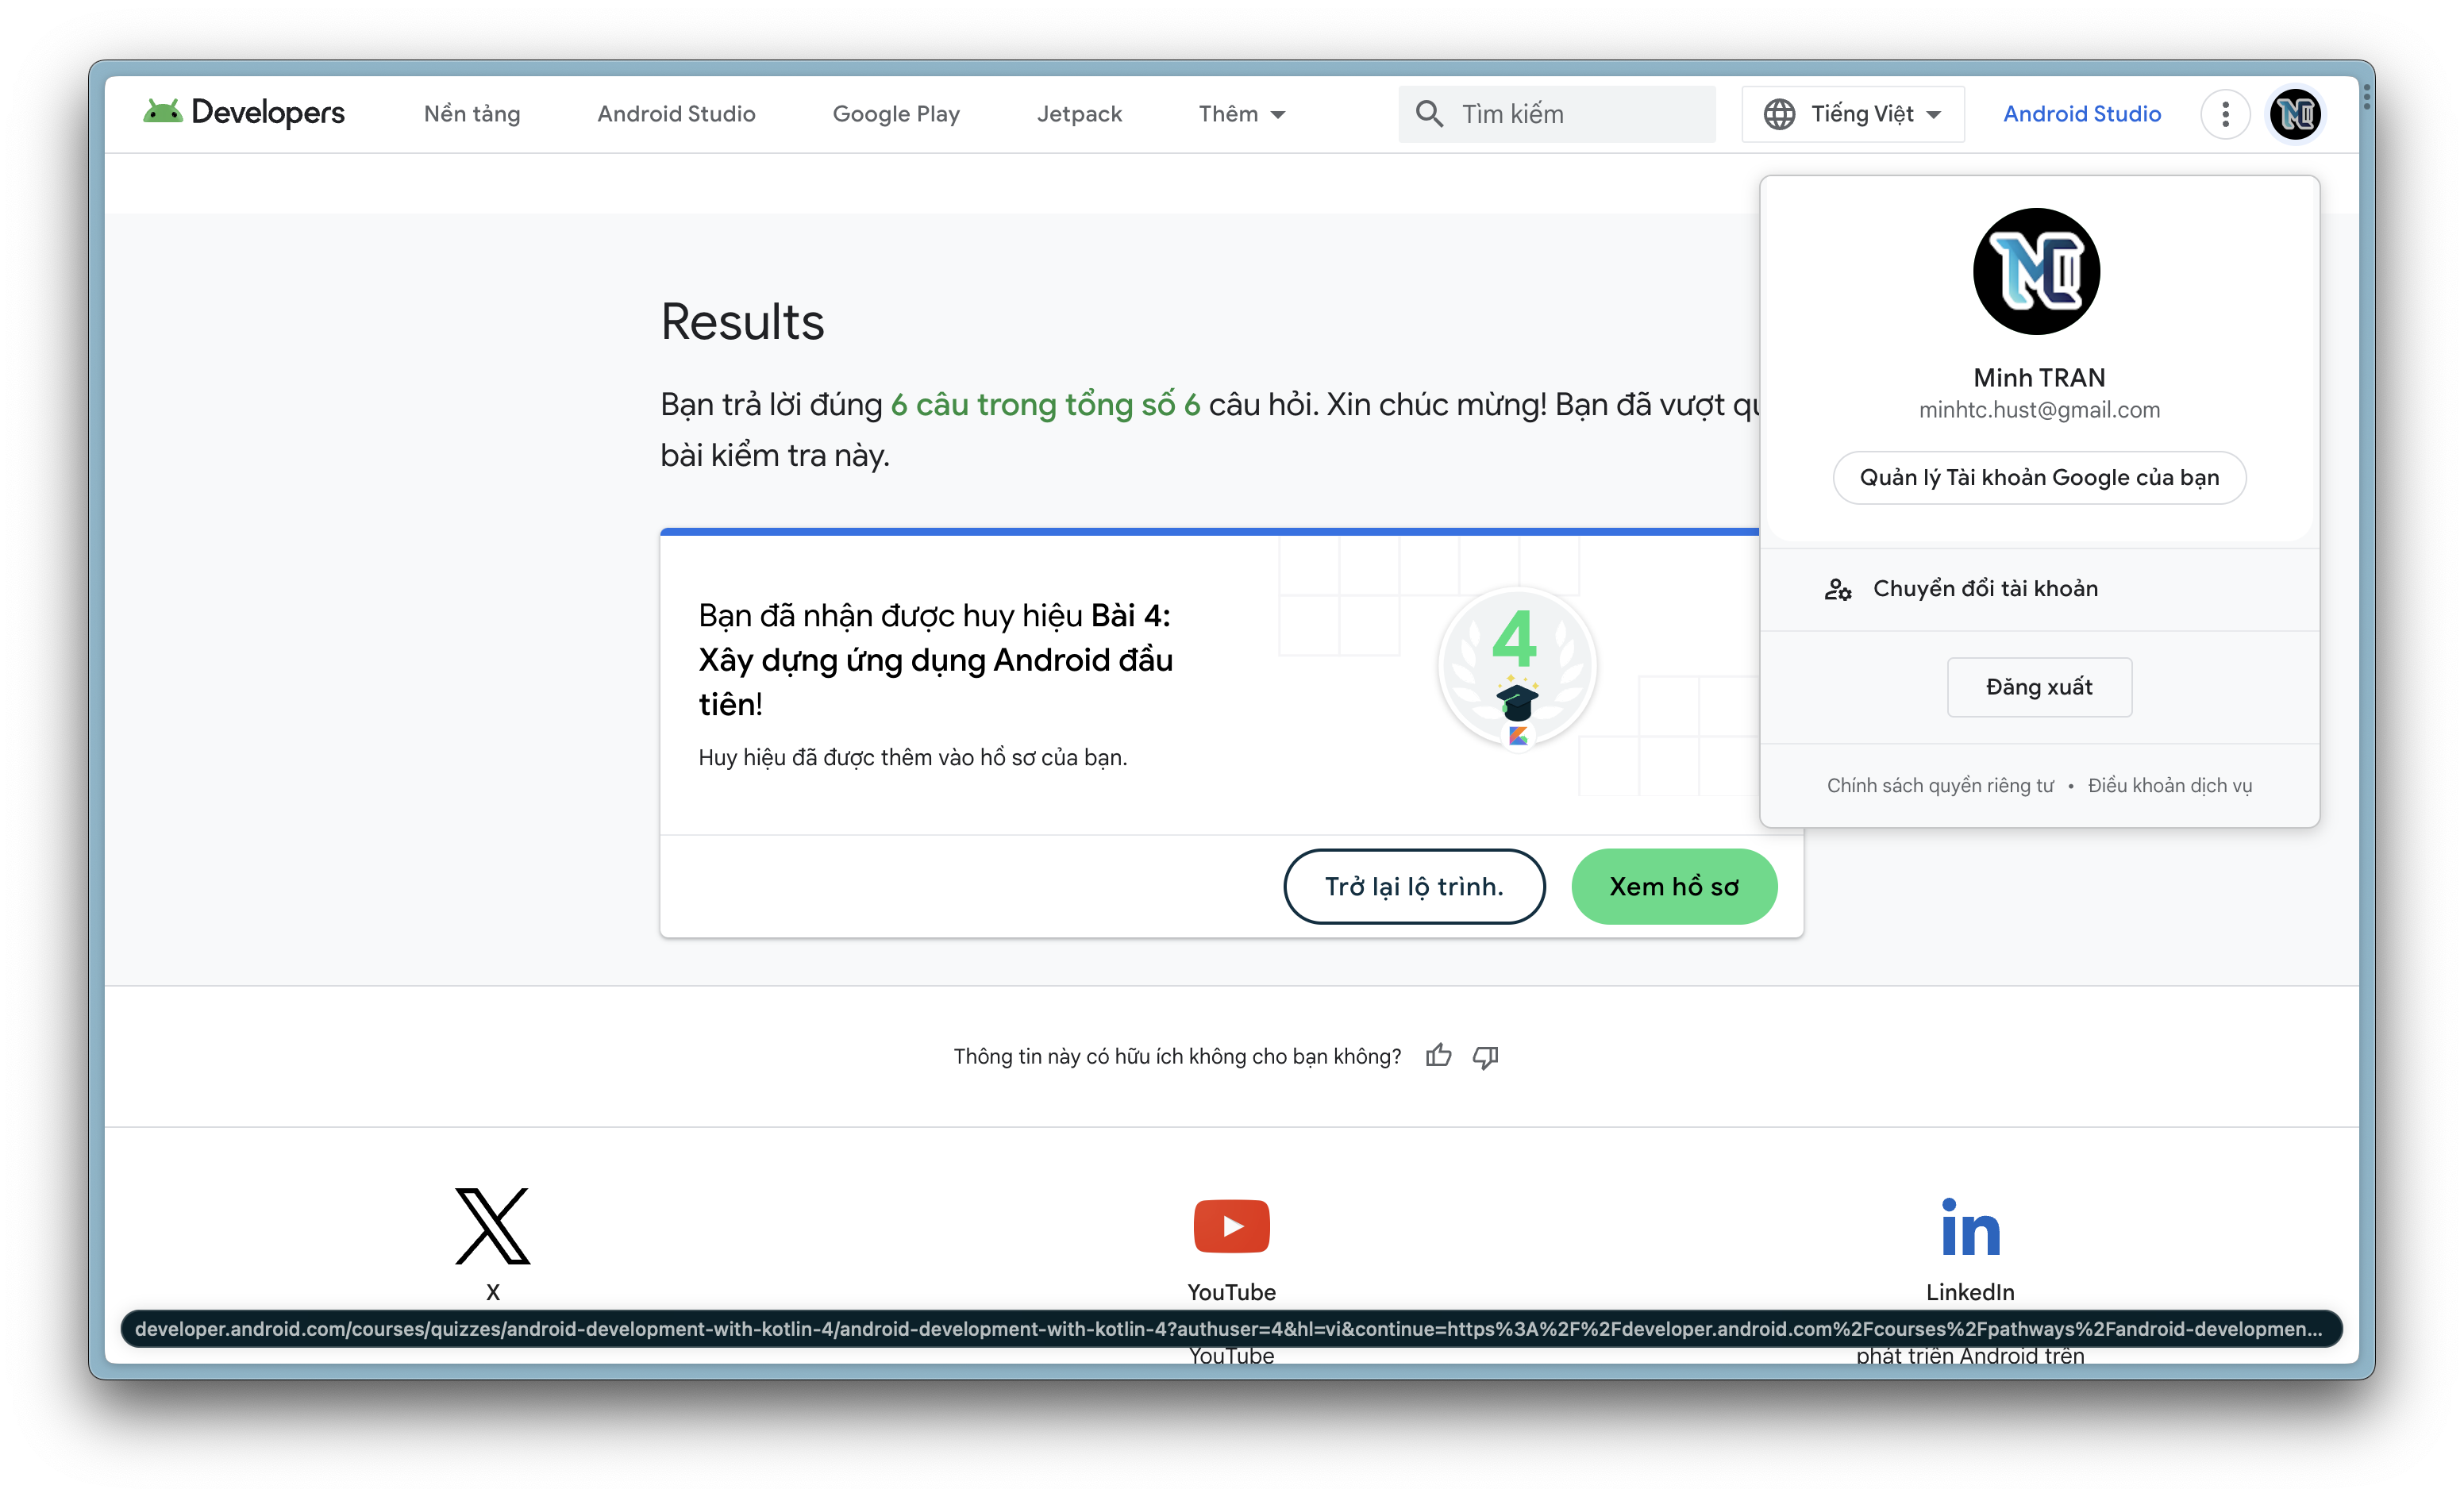 Developers
Nền tảng
Android Studio
Google Play
Jetpack
Thêm
Tìm kiếm
Tiếng Việt
Android Studio
Results
Bạn trả lời đúng 6 câu trong tổng số 6 câu hỏi. Xin chúc mừng! Bạn đã vượt
bài kiểm tra này.
Bạn đã nhận được huy hiệu Bài 4:
Xây dựng ứng dụng Android đầu
tiên!
Huy hiệu đã được thêm vào hồ sơ của bạn.
4
Trở lại lộ trình.
Xem hồ sơ
Minh TRAN
minhtc.hust@gmail.com
Quản lý Tài khoản Google của bạn
Chuyển đổi tài khoản
Đăng xuất
Chính sách quyền riêng tư • Điều khoản dịch vụ
Thông tin này có hữu ích không cho bạn không?
X
YouTube
LinkedIn
developer.android.com/courses/quizzes/android-development-with-kotlin-4/android-development-with-kotlin-4?authuser=4&hl=vi&continue=https%3A%2F%2Fdeveloper.android.com%2Fcourses%2Fpathways%2Fandroid-developmen...
YouTube
phát triển Android trên